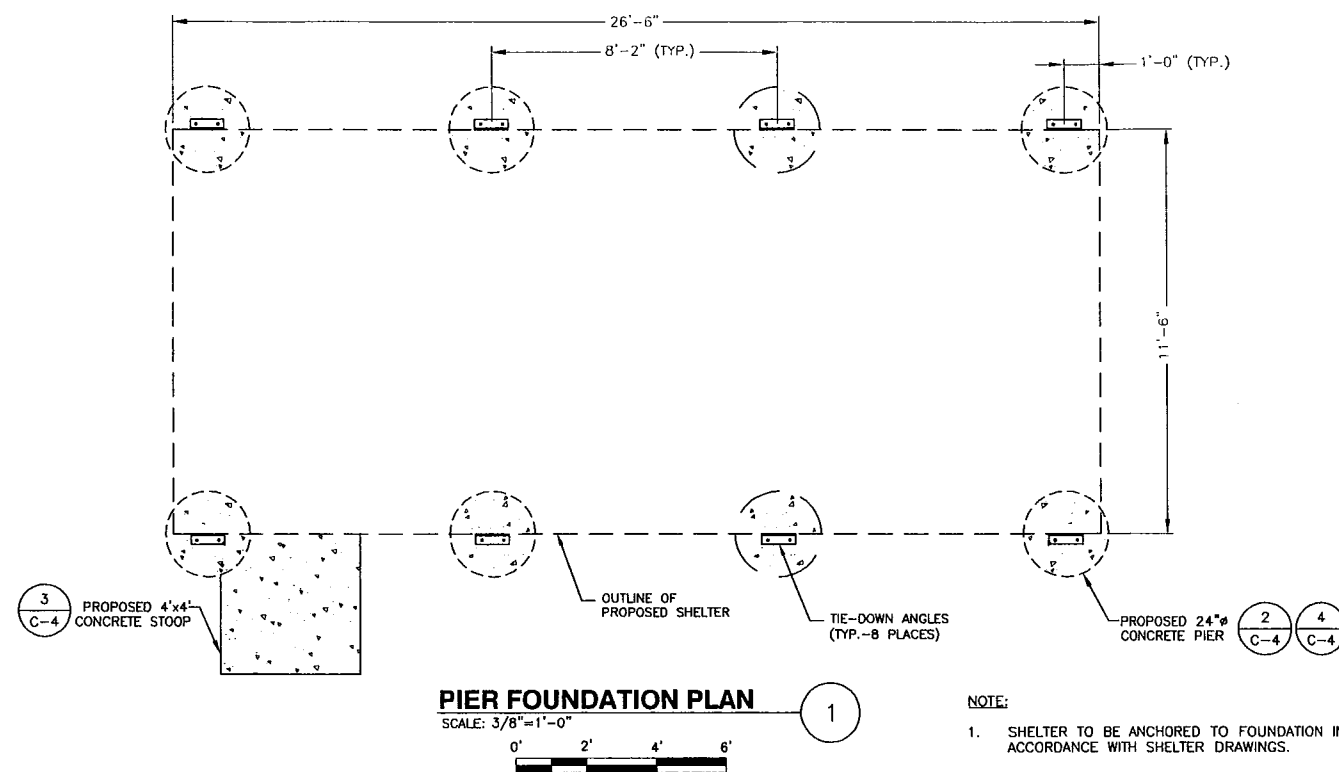 26'-6"
8'-2" (TYP.)
1'-0" (TYP.)
11'-6"
3
C-4
PROPOSED 4'x4'
CONCRETE STOOP
OUTLINE OF
PROPOSED SHELTER
TIE-DOWN ANGLES
(TYP.-8 PLACES)
PROPOSED 24"ø
CONCRETE PIER
2
C-4
4
C-4
PIER FOUNDATION PLAN
SCALE: 3/8"=1'-0"
1
0' 2' 4' 6'
NOTE:
1. SHELTER TO BE ANCHORED TO FOUNDATION IN
ACCORDANCE WITH SHELTER DRAWINGS.